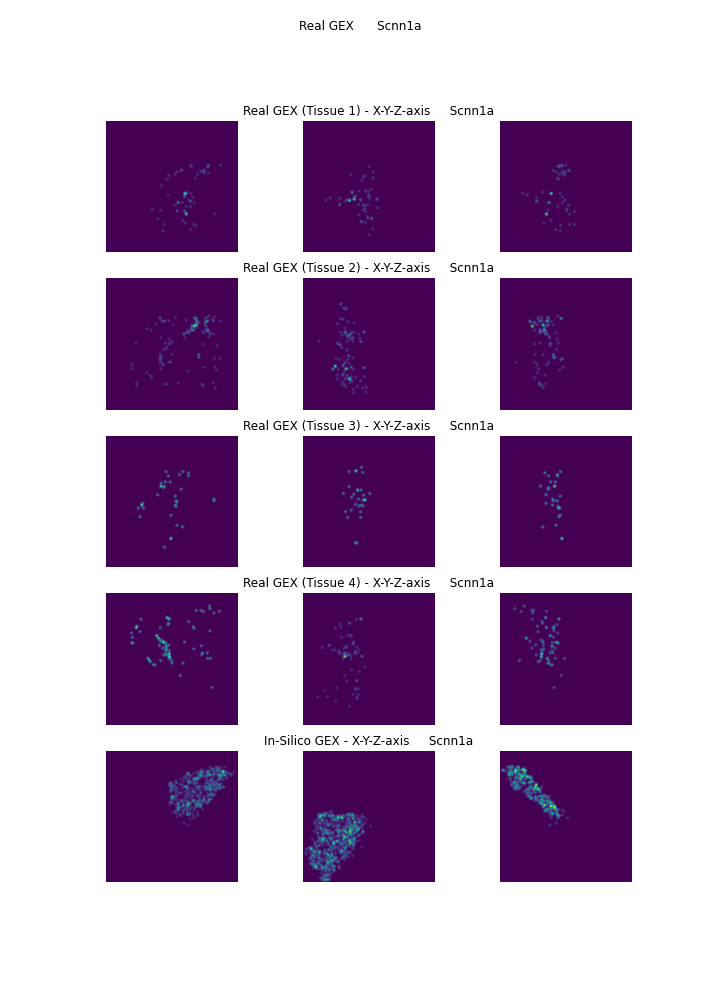 Real GEX Scnn1a
Real GEX (Tissue 1) - X-Y-Z-axis Scnn1a
Real GEX (Tissue 2) - X-Y-Z-axis Scnn1a
Real GEX (Tissue 3) - X-Y-Z-axis Scnn1a
Real GEX (Tissue 4) - X-Y-Z-axis Scnn1a
In-Silico GEX - X-Y-Z-axis Scnn1a